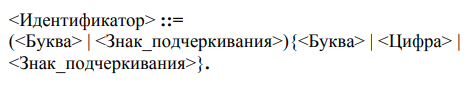 <Идентификатор> ::=
(<Буква> | <Знак_подчеркивания>){<Буква> | <Цифра> |
<Знак_подчеркивания>}.